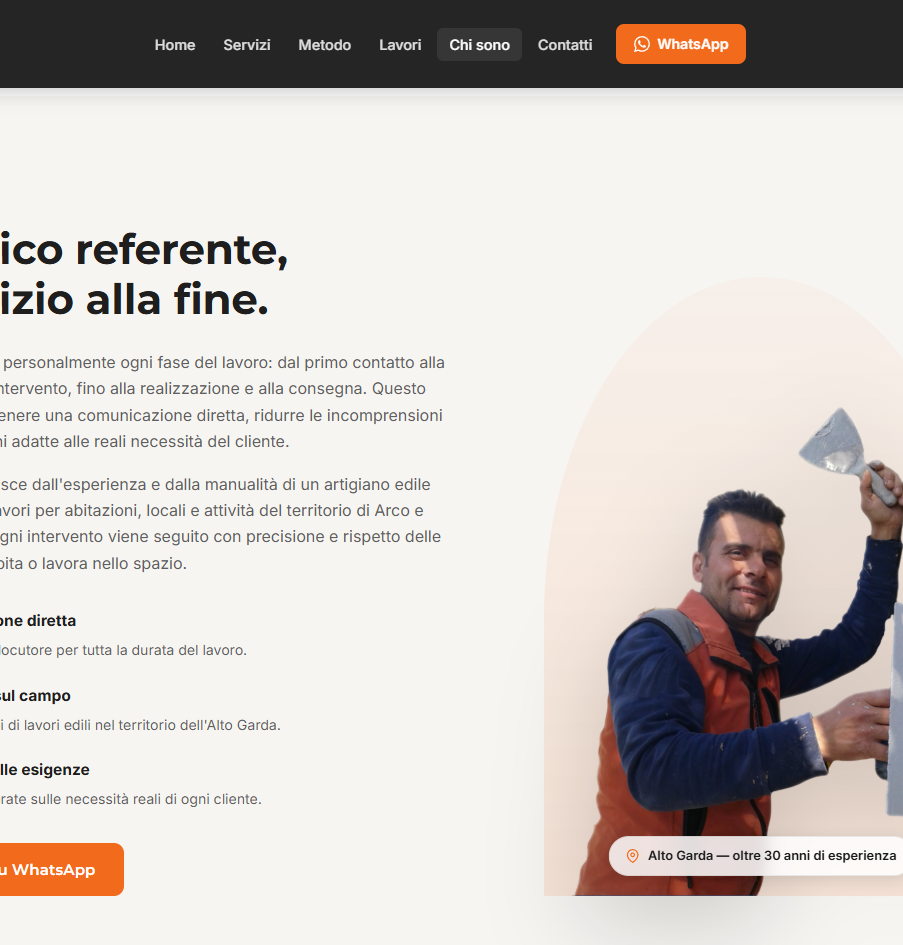 Home Servizi Metodo Lavori Chi sono Contatti WhatsApp
ico referente,
izio alla fine.
personalmente ogni fase del lavoro: dal primo contatto alla
ntervento, fino alla realizzazione e alla consegna. Questo
enere una comunicazione diretta, ridurre le incomprensioni
ni adatte alle reali necessità del cliente.
sce dall'esperienza e dalla manualità di un artigiano edile
avori per abitazioni, locali e attività del territorio di Arco e
gni intervento viene seguito con precisione e rispetto delle
bita o lavora nello spazio.
one diretta
locutore per tutta la durata del lavoro.
sul campo
i di lavori edili nel territorio dell'Alto Garda.
lle esigenze
rate sulle necessità reali di ogni cliente.
u WhatsApp
Alto Garda — oltre 30 anni di esperienza